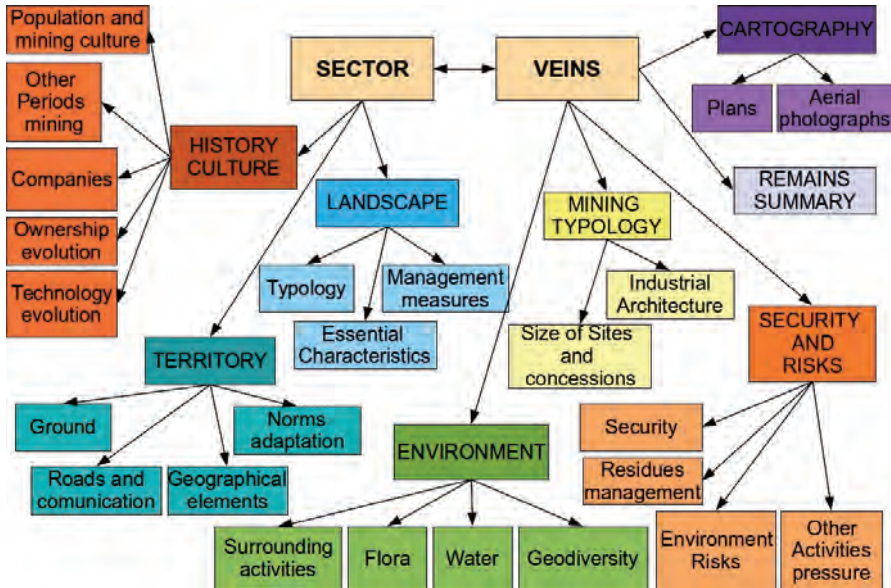 Population and
mining culture
Other
Periods
mining
Companies
Ownership
evolution
Technology
evolution
HISTORY
CULTURE
SECTOR
VEINS
CARTOGRAPHY
Plans
Aerial
photographs
REMAINS
SUMMARY
LANDSCAPE
Typology
Management
measures
Essential
Characteristics
MINING
TYPOLOGY
Industrial
Architecture
Size of Sites
and
concessions
SECURITY
AND
RISKS
Security
Residues
management
Environment
Risks
Other
Activities
pressure
TERRITORY
Ground
Norms
adaptation
Roads and
comunication
Geographical
elements
ENVIRONMENT
Surrounding
activities
Flora
Water
Geodiversity